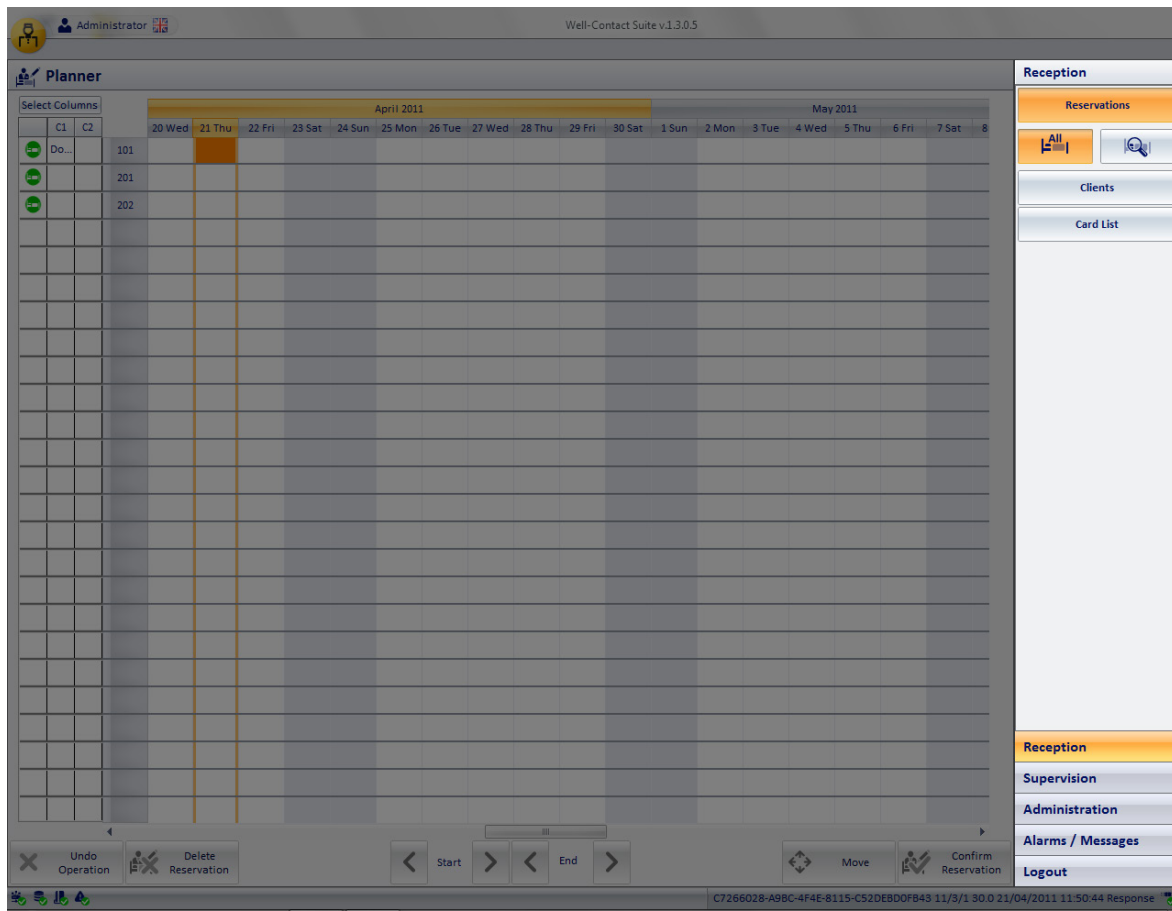 Administrator
Well-Contact Suite v.1.3.0.5
Planner
Reception
Select Columns
April 2011
May 2011
Reservations
C1 C2
20 Wed 21 Thu 22 Fri 23 Sat 24 Sun 25 Mon 26 Tue 27 Wed 28 Thu 29 Fri 30 Sat 1 Sun 2 Mon 3 Tue 4 Wed 5 Thu 6 Fri 7 Sat 8
Do... 101
All
201
202
Clients
Card List
Reception
Supervision
Administration
Alarms / Messages
Logout
Undo Operation
Delete Reservation
Start
End
Move
Confirm Reservation
C7266028-A9BC-4F4E-8115-C52DEBD0FB43 11/3/1 30.0 21/04/2011 11:50:44 Response